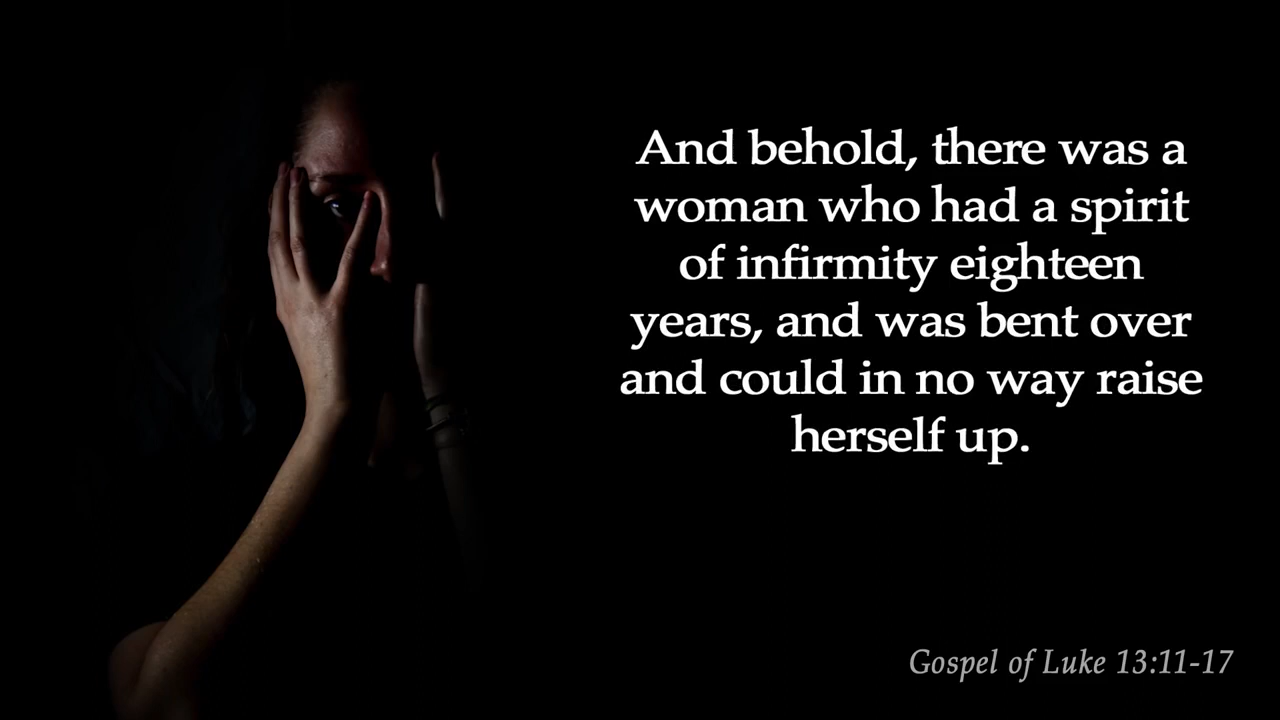 And behold, there was a
woman who had a spirit
of infirmity eighteen
years, and was bent over
and could in no way raise
herself up.
Gospel of Luke 13:11-17